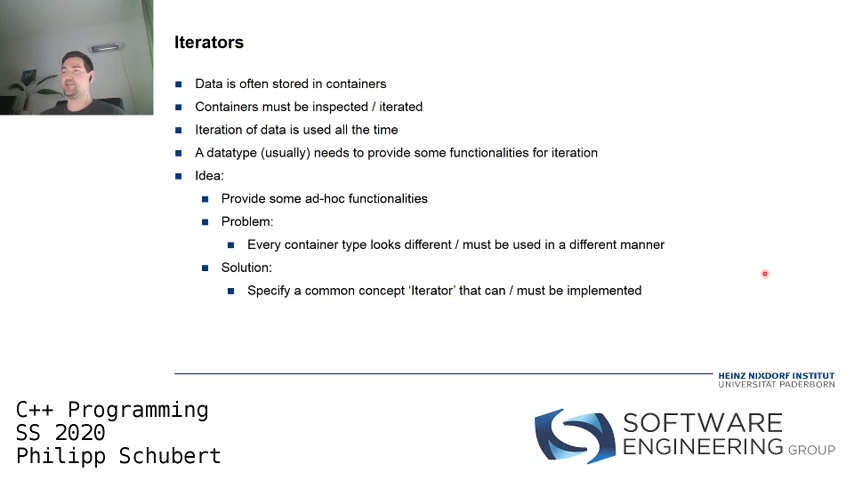 Iterators
Data is often stored in containers
Containers must be inspected / iterated
Iteration of data is used all the time
A datatype (usually) needs to provide some functionalities for iteration
Idea:
Provide some ad-hoc functionalities
Problem:
Every container type looks different / must be used in a different manner
Solution:
Specify a common concept ‘Iterator’ that can / must be implemented
HEINZ NIXDORF INSTITUT
UNIVERSITÄT PADERBORN
C++ Programming
SS 2020
Philipp Schubert
SOFTWARE
ENGINEERING GROUP